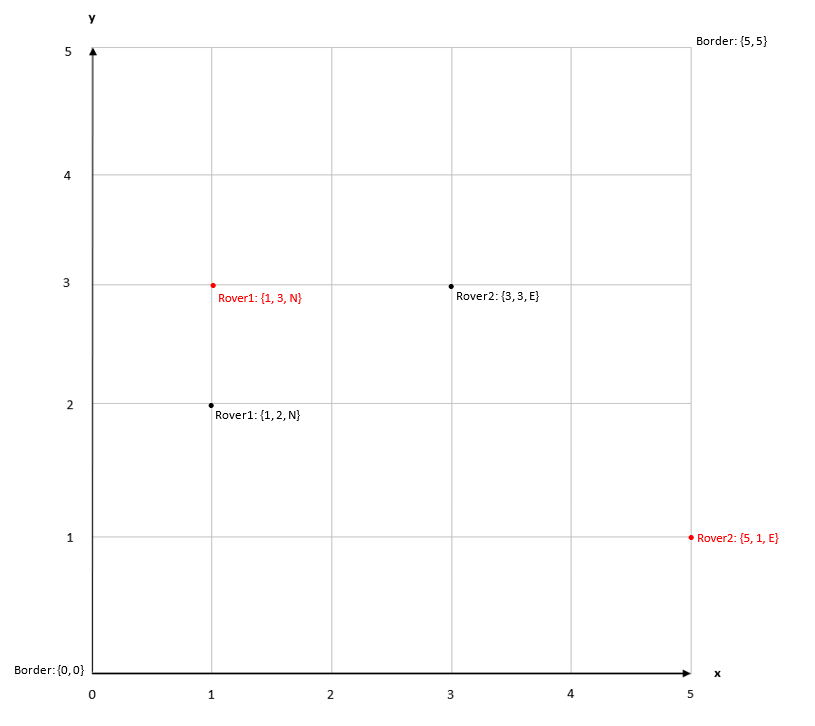 y
Border: {5, 5}
5
4
3
Rover1: {1, 3, N}
Rover2: {3, 3, E}
2
Rover1: {1, 2, N}
1
Rover2: {5, 1, E}
Border: {0, 0}
x
0 1 2 3 4 5